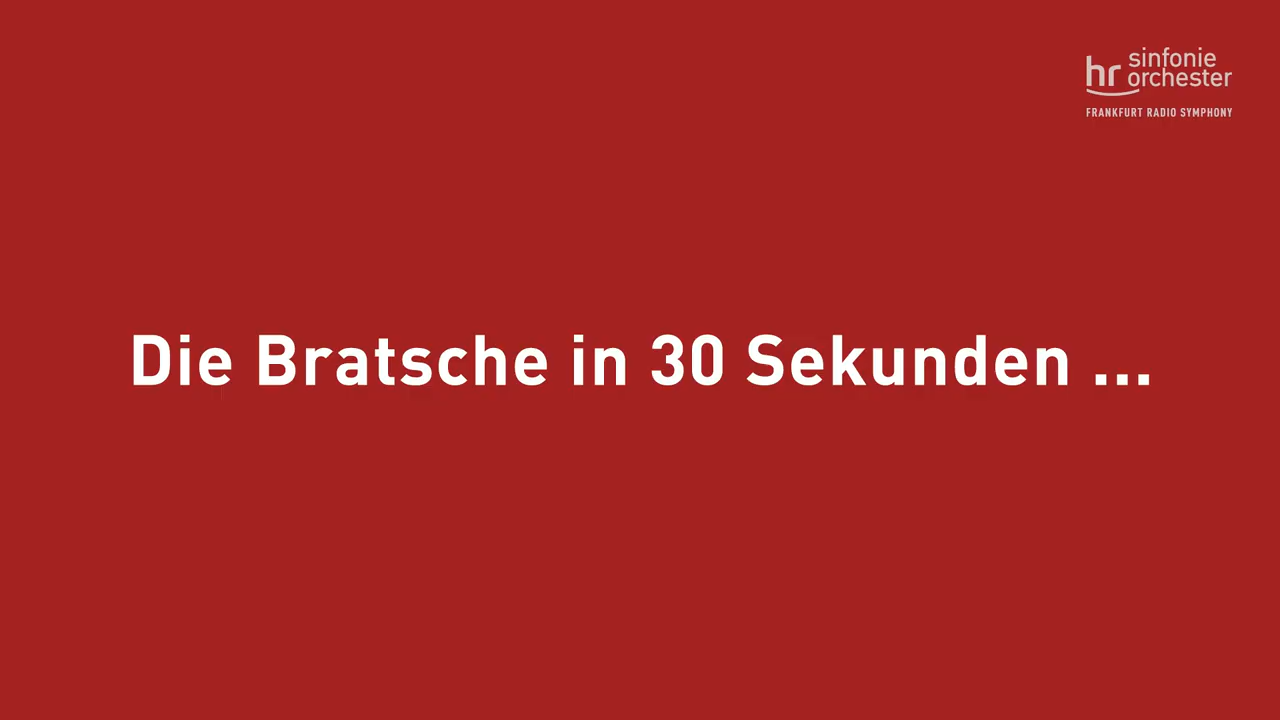 hr sinfonie
orchester
FRANKFURT RADIO SYMPHONY
Die Bratsche in 30 Sekunden ...